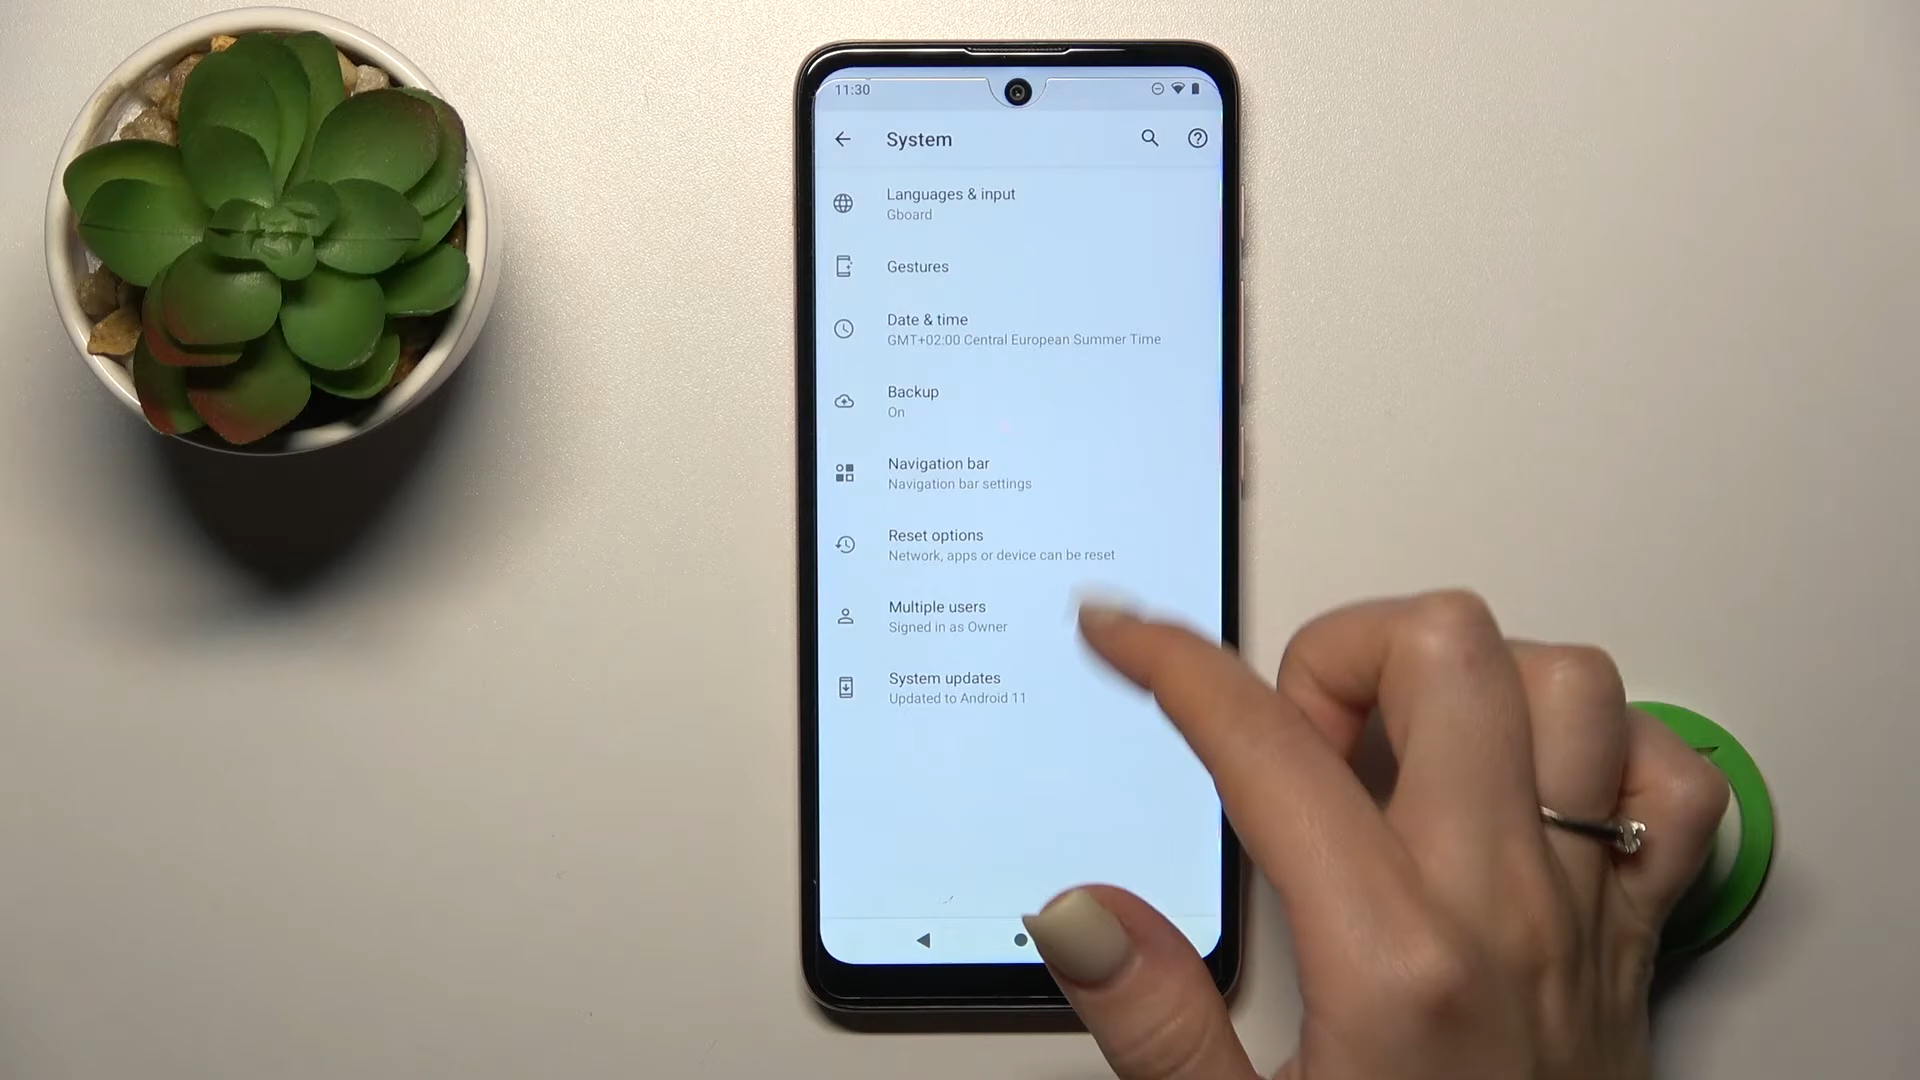 11:30
System
Languages & input
Gboard
Gestures
Date & time
GMT+02:00 Central European Summer Time
Backup
On
Navigation bar
Navigation bar settings
Reset options
Network, apps or device can be reset
Multiple users
Signed in as Owner
System updates
Updated to Android 11